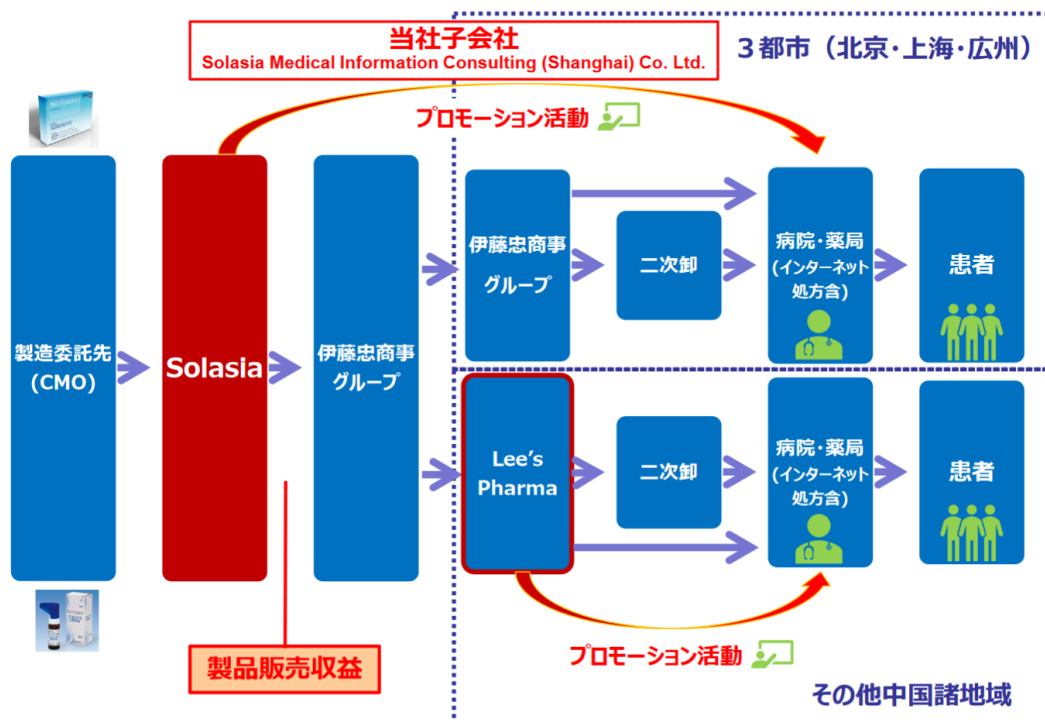 当社子会社
Solasia Medical Information Consulting (Shanghai) Co. Ltd.
３都市（北京･上海･広州）
プロモーション活動
製造委託先
(CMO)
Solasia
伊藤忠商事
グループ
伊藤忠商事
グループ
二次卸
病院･薬局
(インターネット
処方含)
患者
Lee’s
Pharma
二次卸
病院･薬局
(インターネット
処方含)
患者
製品販売収益
プロモーション活動
その他中国諸地域